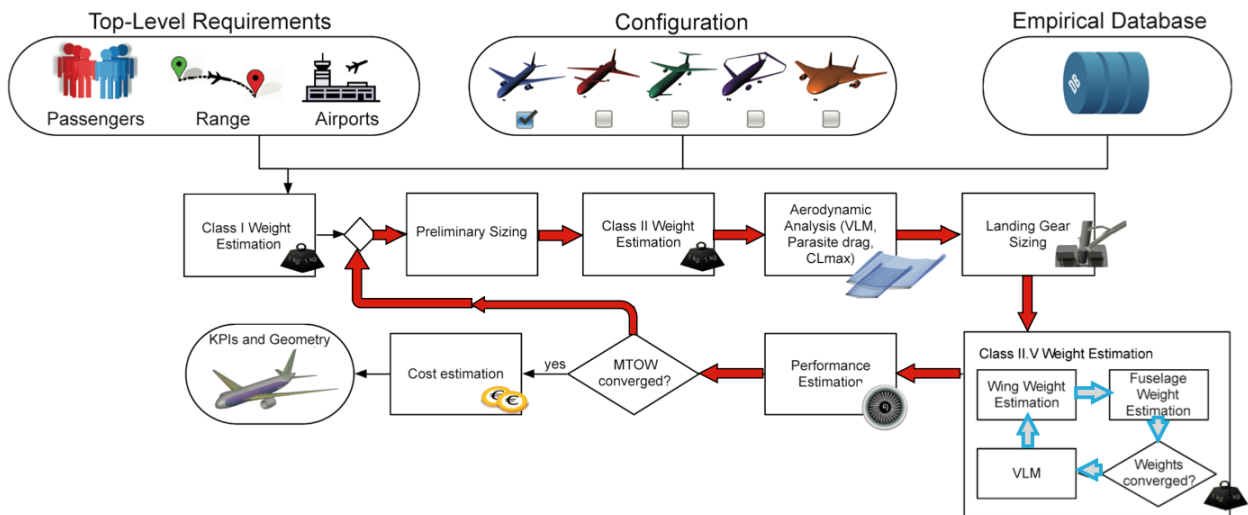 Top-Level Requirements
Configuration
Empirical Database
Passengers
Range
Airports
DB
Class I Weight
Estimation
Preliminary Sizing
Class II Weight
Estimation
Aerodynamic
Analysis (VLM,
Parasite drag,
CLmax)
Landing Gear
Sizing
KPIs and Geometry
Cost estimation
yes
MTOW
converged?
Performance
Estimation
Class II.V Weight Estimation
Wing Weight
Estimation
Fuselage
Weight
Estimation
VLM
Weights
converged?